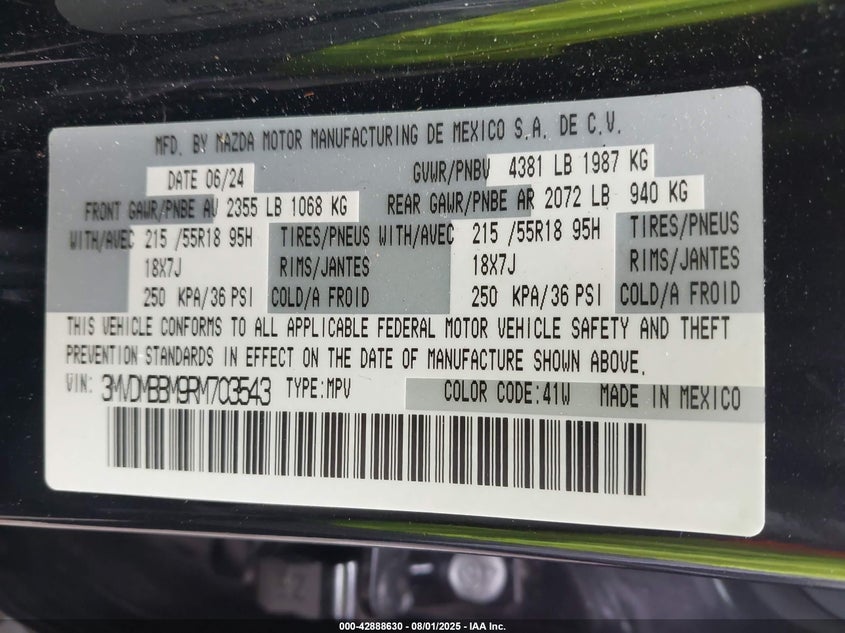 MFD. BY MAZDA MOTOR MANUFACTURING DE MEXICO S.A. DE C.V.
DATE 06/24 GVWR/PNBV 4381 LB 1987 KG
FRONT GAWR/PNBE AV 2355 LB 1068 KG REAR GAWR/PNBE AR 2072 LB 940 KG
WITH/AVEC 215 /55R18 95H TIRES/PNEUS WITH/AVEC 215 /55R18 95H TIRES/PNEUS
18X7J RIMS/JANTES 18X7J RIMS/JANTES
250 KPA/36 PSI COLD/A FROID 250 KPA/36 PSI COLD/A FROID
THIS VEHICLE CONFORMS TO ALL APPLICABLE FEDERAL MOTOR VEHICLE SAFETY AND THEFT
PREVENTION STANDARDS IN EFFECT ON THE DATE OF MANUFACTURE SHOWN ABOVE.
VIN: 3MVDMBBM9RM703543 TYPE:MPV COLOR CODE:41W MADE IN MEXICO
000-42888630 - 08/01/2025 - IAA Inc.